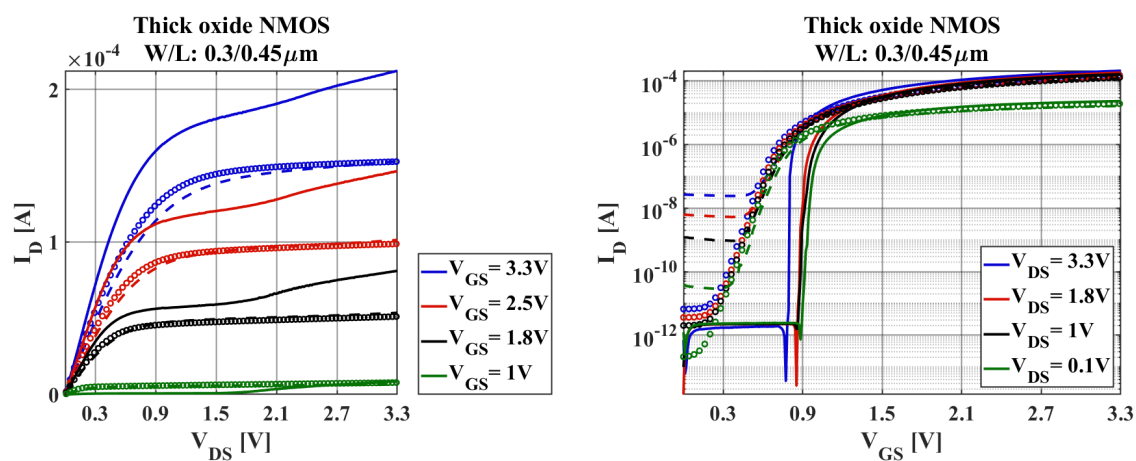 Thick oxide NMOS
W/L: 0.3/0.45μm
×10⁻⁴
2
1
0
I_D [A]
0.3 0.9 1.5 2.1 2.7 3.3
V_DS [V]
V_GS= 3.3V
V_GS= 2.5V
V_GS= 1.8V
V_GS= 1V
Thick oxide NMOS
W/L: 0.3/0.45μm
10⁻⁴
10⁻⁶
10⁻⁸
10⁻¹⁰
10⁻¹²
I_D [A]
0.3 0.9 1.5 2.1 2.7 3.3
V_GS [V]
V_DS= 3.3V
V_DS= 1.8V
V_DS= 1V
V_DS= 0.1V